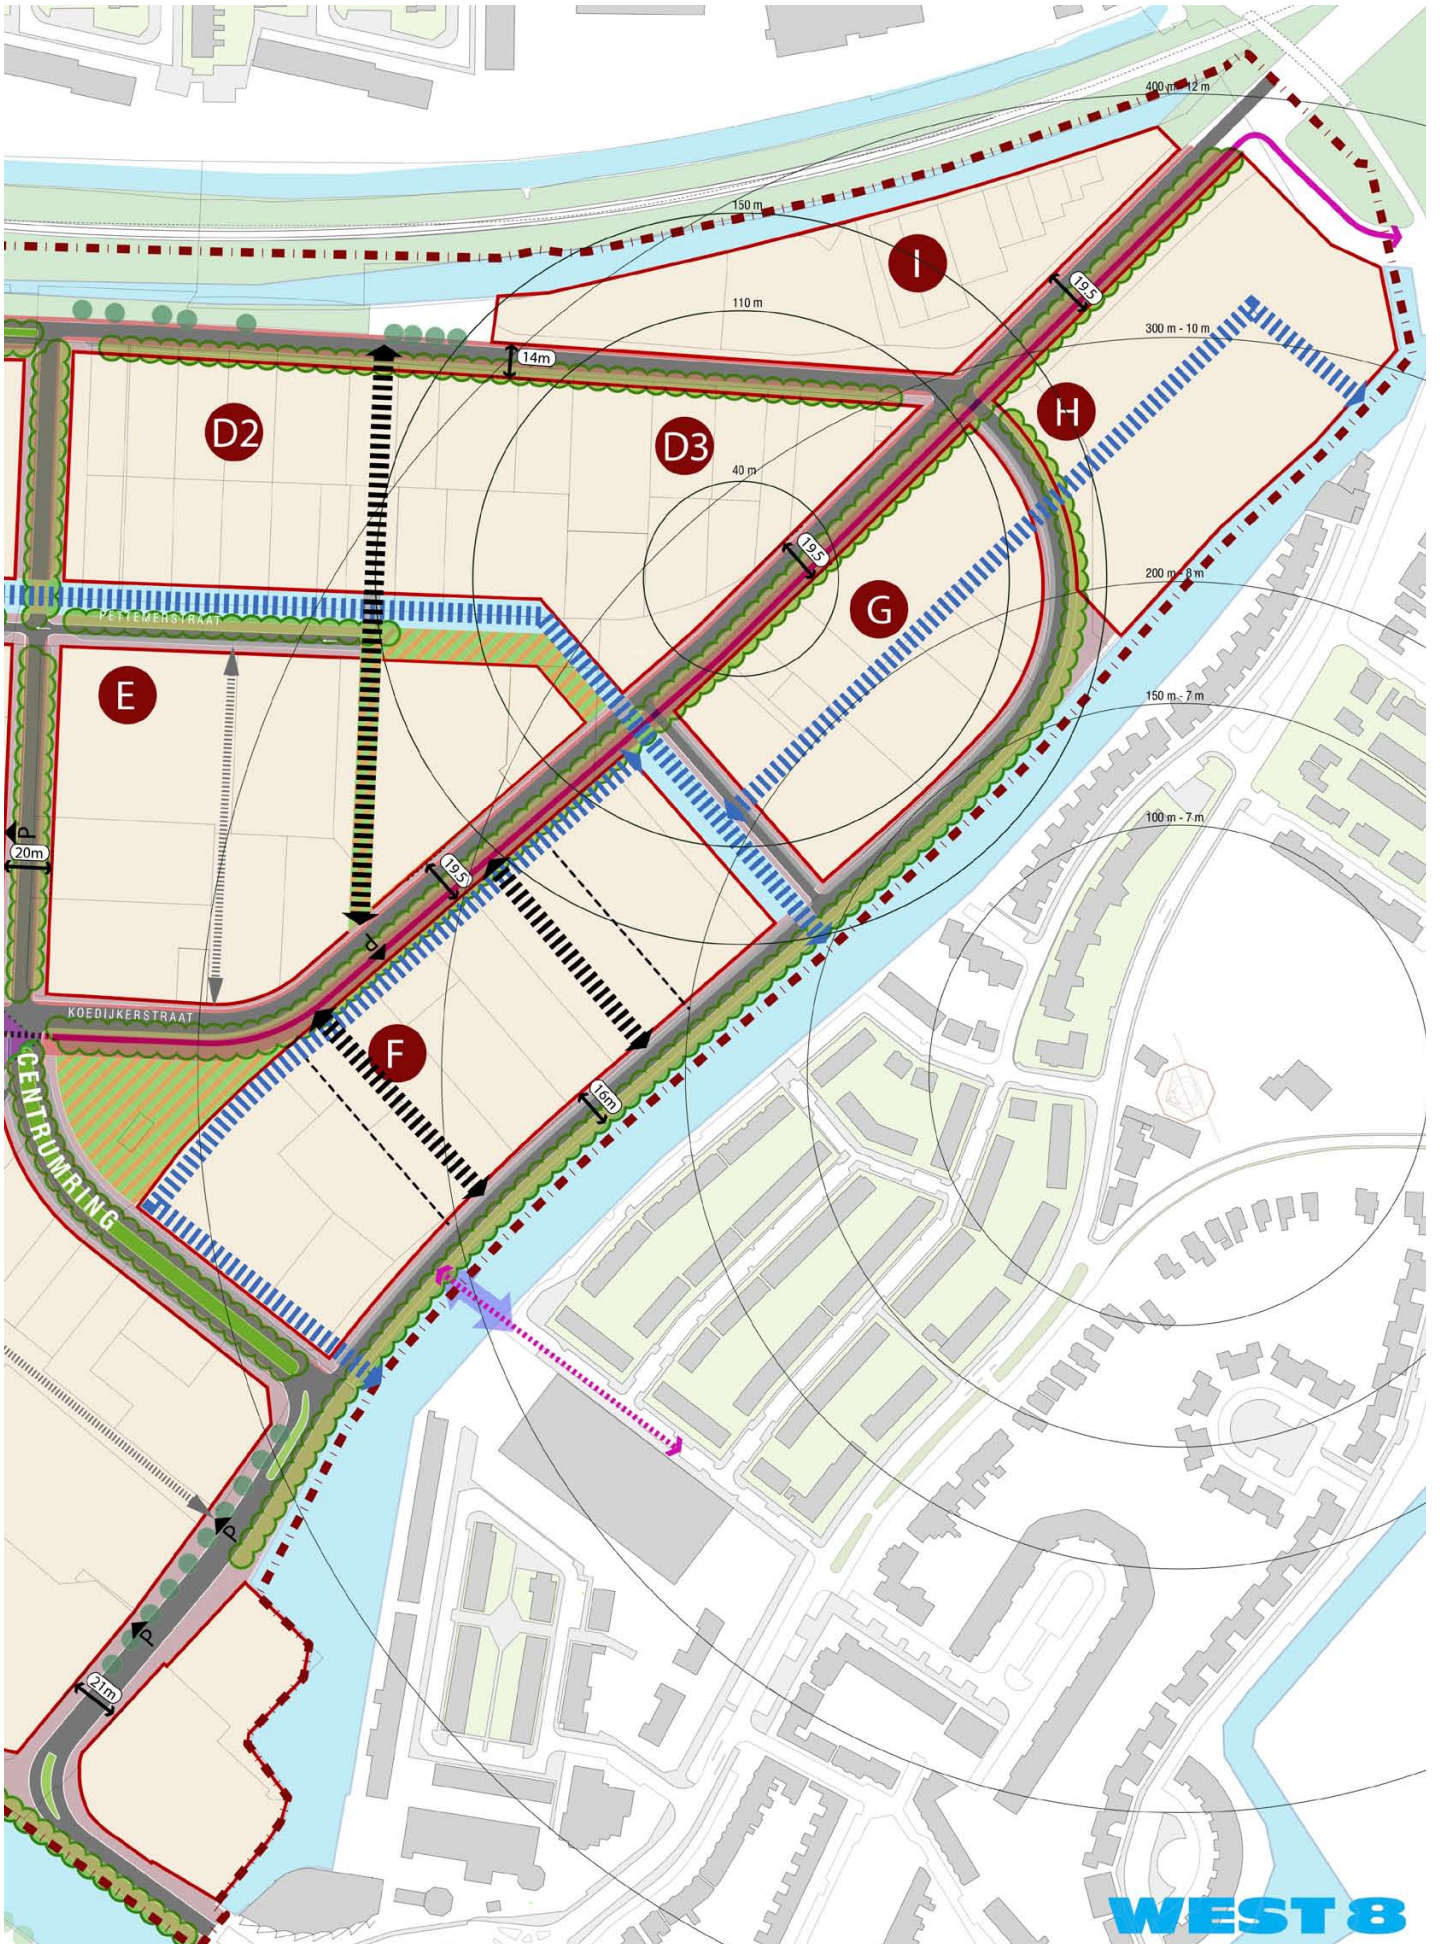 400 m - 12 m
150 m
I
19.5
110 m
300 m - 10 m
14m
H
D2
D3
40 m
19.5
200 m - 8 m
G
PETTEMERSTRAAT
E
150 m - 7 m
100 m - 7 m
P
20m
19.5
P
KOEDIJKERSTRAAT
F
16m
CENTRUMRING
P
P
21m
WEST 8